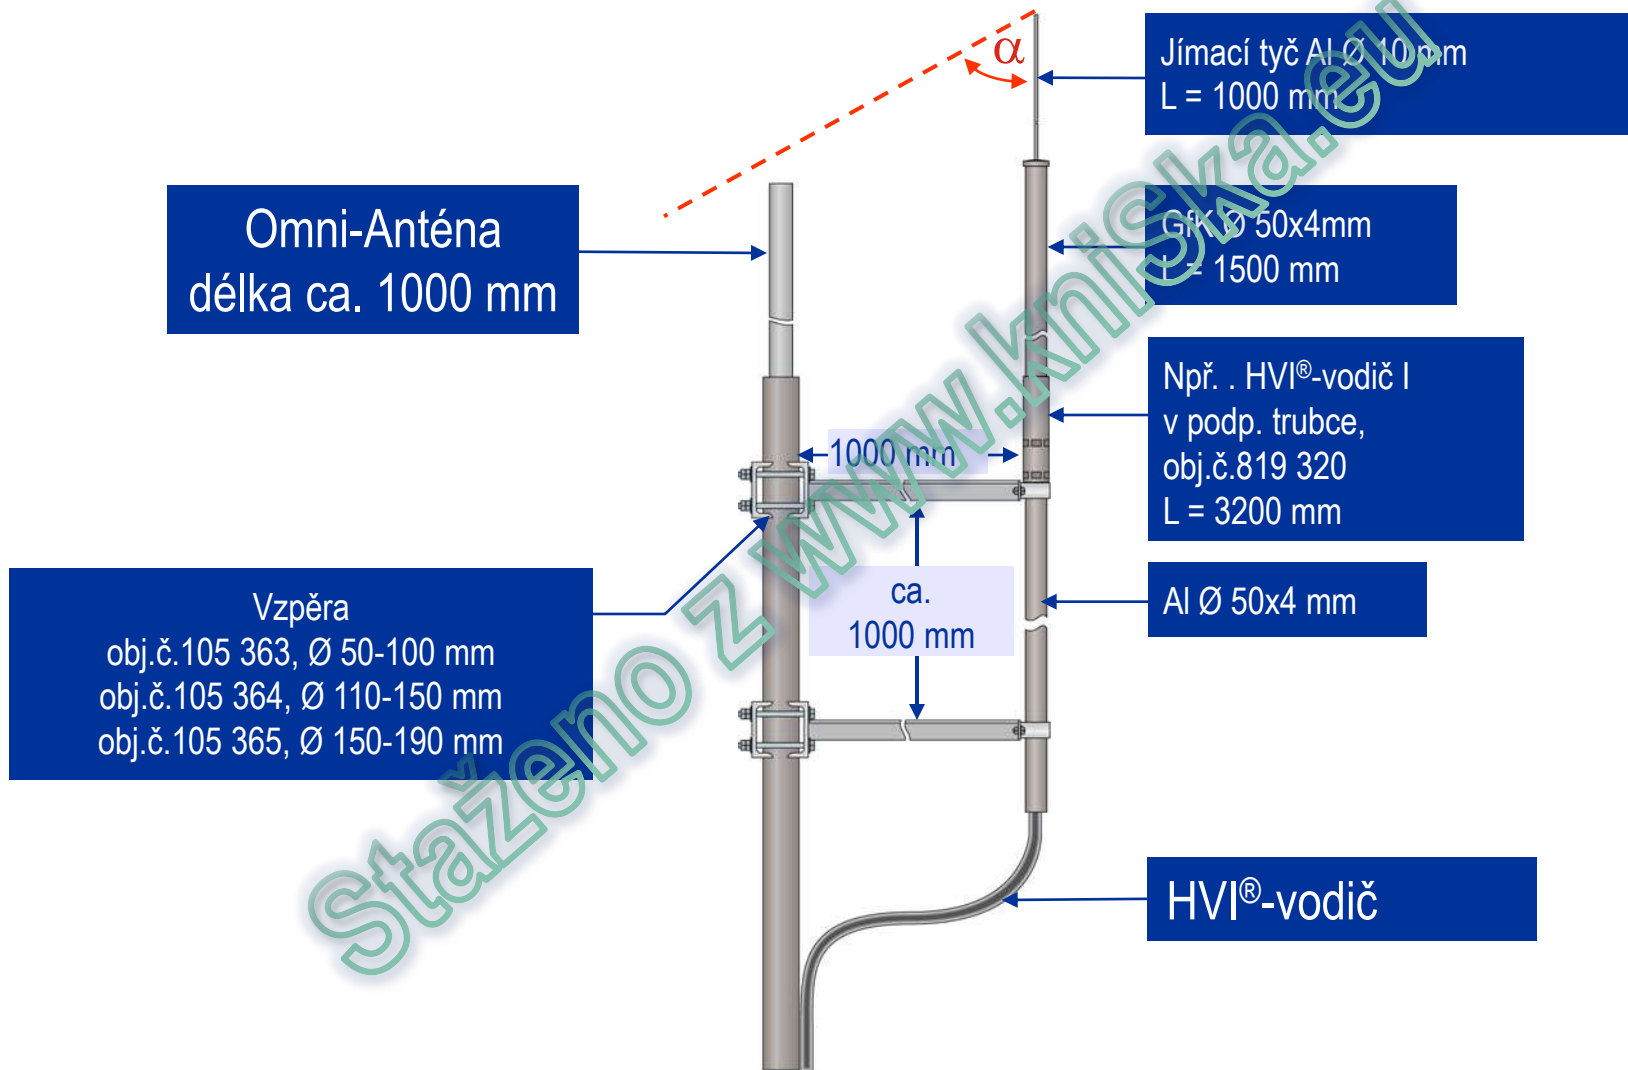 α
Jímací tyč Al Ø 10 mm
L = 1000 mm
Omni-Anténa
délka ca. 1000 mm
GfK Ø 50x4mm
L = 1500 mm
Npř. . HVI®-vodič I
v podp. trubce,
obj.č.819 320
L = 3200 mm
1000 mm
ca.
1000 mm
Al Ø 50x4 mm
Vzpěra
obj.č.105 363, Ø 50-100 mm
obj.č.105 364, Ø 110-150 mm
obj.č.105 365, Ø 150-190 mm
HVI®-vodič
Staženo z www.kniSka.eu